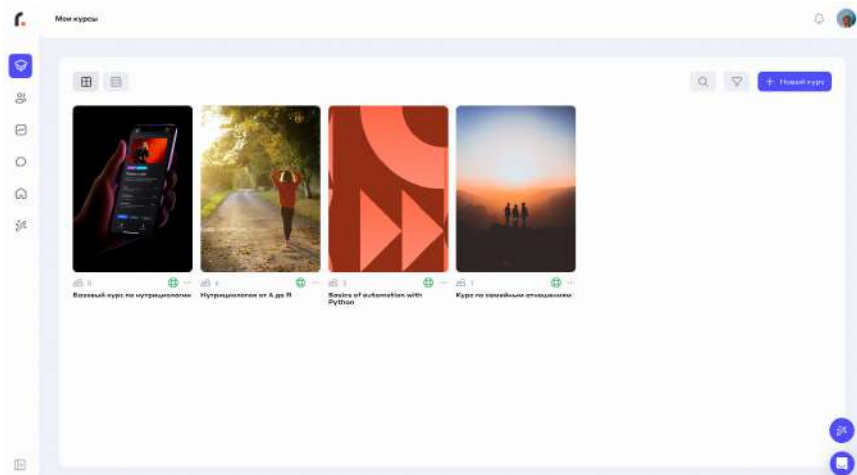 r.
Мои курсы
+ Новый курс
Базовый курс по нутрициологии
Нутрициология от А до Я
Basics of automation with
Python
Курс по семейным отношениям